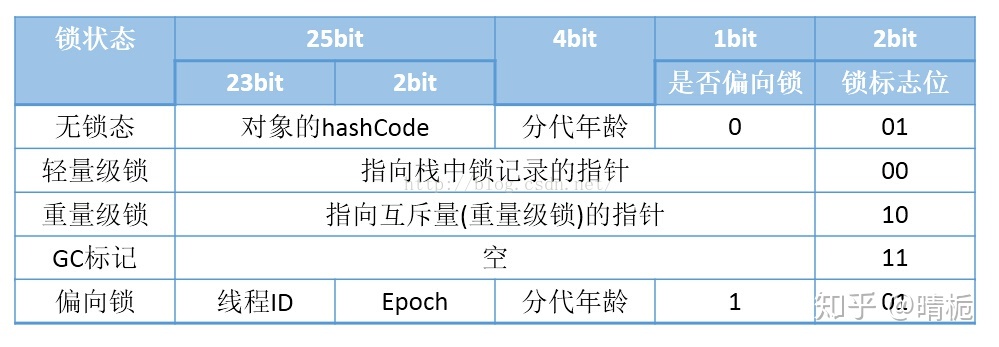 锁状态 25bit 4bit 1bit 2bit
23bit 2bit 是否偏向锁 锁标志位
无锁态 对象的hashCode 分代年龄 0 01
轻量级锁 指向栈中锁记录的指针 00
http://blog.csdn.net/
重量级锁 指向互斥量(重量级锁)的指针 10
GC标记 空 11
偏向锁 线程ID Epoch 分代年龄 1 01
知乎 @晴栀